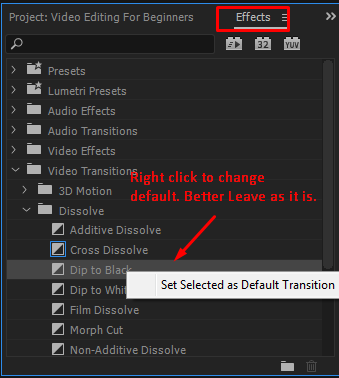 Project: Video Editing For Beginners Effects
32 YUV
Presets
Lumetri Presets
Audio Effects
Audio Transitions
Video Effects
Video Transitions
Right click to change
3D Motion
default. Better Leave as it is.
Dissolve
Additive Dissolve
Cross Dissolve
Dip to Black
Set Selected as Default Transition
Dip to Whit
Film Dissolve
Morph Cut
Non-Additive Dissolve